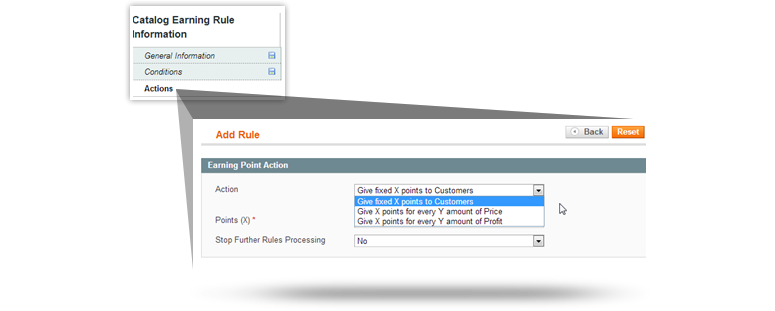 Catalog Earning Rule
Information
General Information
Conditions
Actions
Add Rule
Back
Reset
Earning Point Action
Action
Give fixed X points to Customers
Give fixed X points to Customers
Give X points for every Y amount of Price
Give X points for every Y amount of Profit
Points (X) *
Stop Further Rules Processing
No